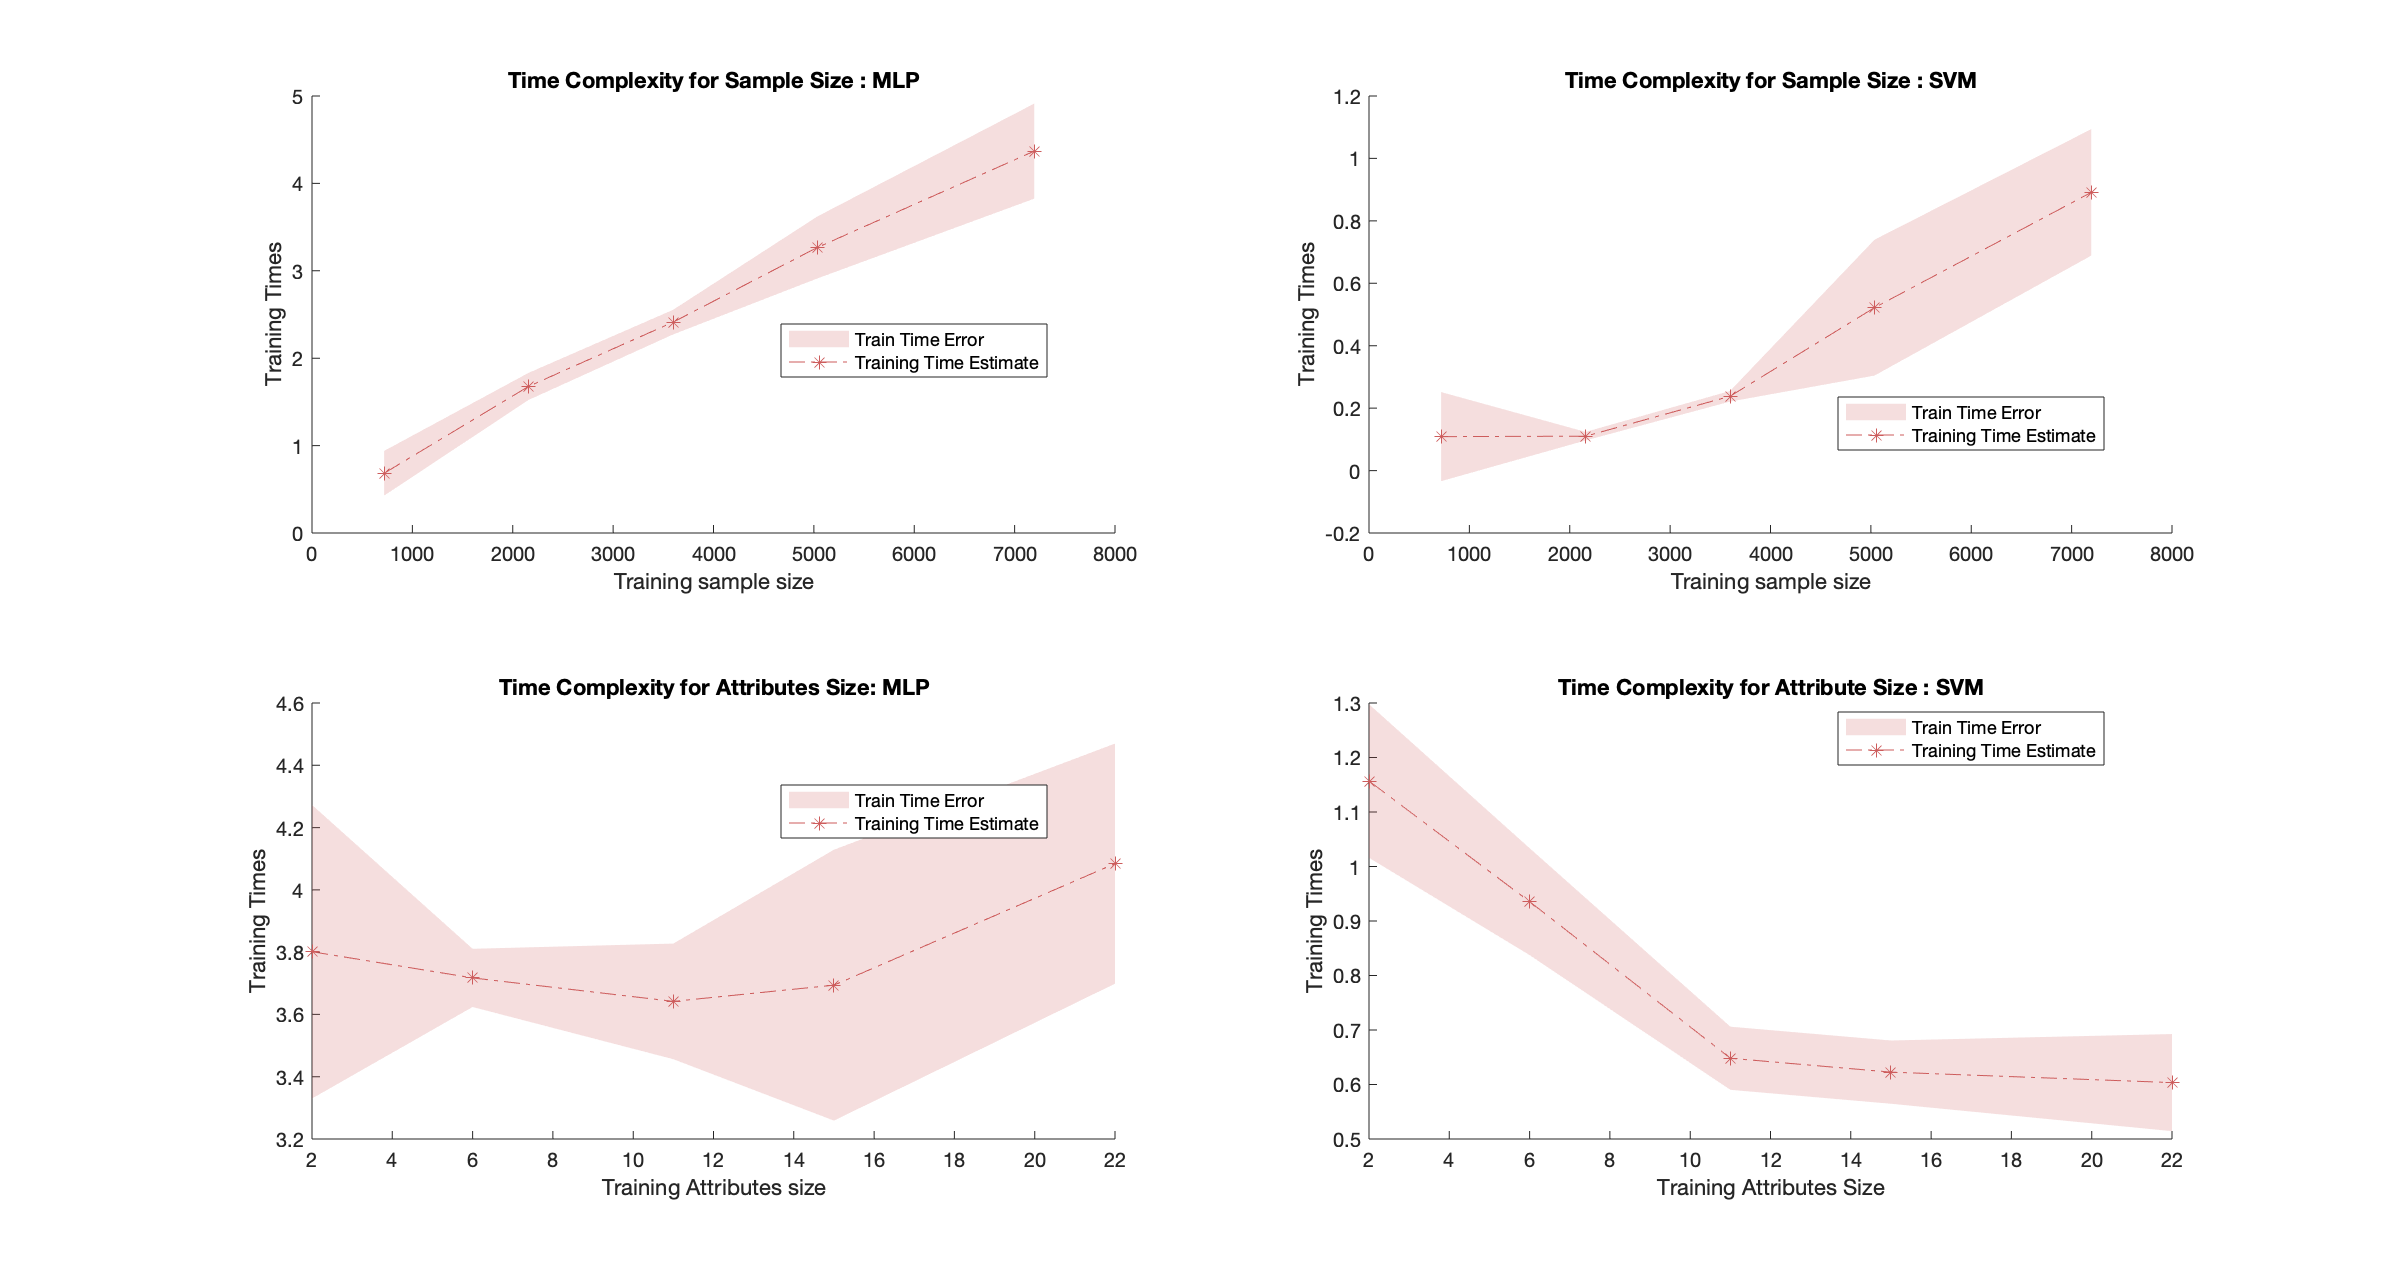 Time Complexity for Sample Size : MLP
5
4
3
2
1
0
Training Times
Train Time Error
Training Time Estimate
0 1000 2000 3000 4000 5000 6000 7000 8000
Training sample size
Time Complexity for Sample Size : SVM
1.2
1
0.8
0.6
0.4
0.2
0
-0.2
Training Times
Train Time Error
Training Time Estimate
0 1000 2000 3000 4000 5000 6000 7000 8000
Training sample size
Time Complexity for Attributes Size: MLP
4.6
4.4
4.2
4
3.8
3.6
3.4
3.2
Training Times
Train Time Error
Training Time Estimate
2 4 6 8 10 12 14 16 18 20 22
Training Attributes size
Time Complexity for Attribute Size : SVM
1.3
1.2
1.1
1
0.9
0.8
0.7
0.6
0.5
Training Times
Train Time Error
Training Time Estimate
2 4 6 8 10 12 14 16 18 20 22
Training Attributes Size